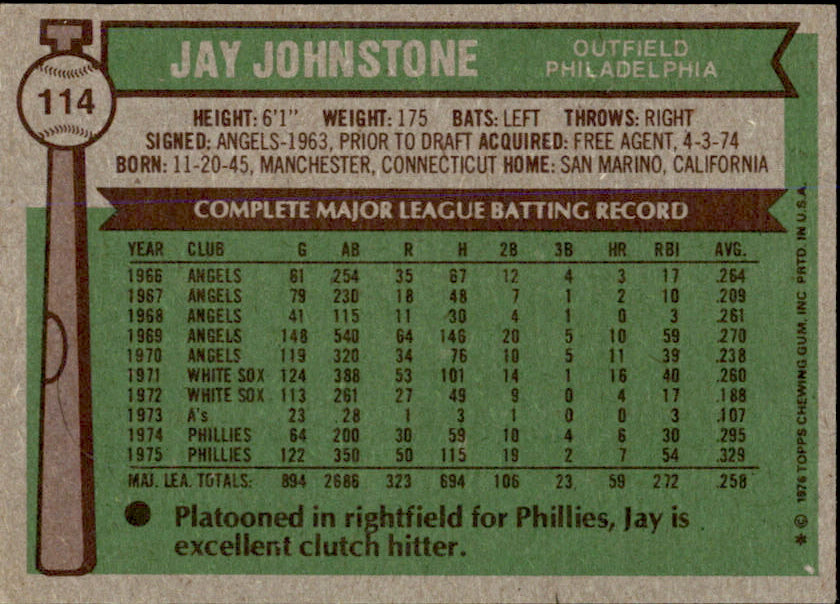 114
JAY JOHNSTONE
OUTFIELD
PHILADELPHIA
HEIGHT: 6'1" WEIGHT: 175 BATS: LEFT THROWS: RIGHT
SIGNED: ANGELS-1963, PRIOR TO DRAFT ACQUIRED: FREE AGENT, 4-3-74
BORN: 11-20-45, MANCHESTER, CONNECTICUT HOME: SAN MARINO, CALIFORNIA
COMPLETE MAJOR LEAGUE BATTING RECORD
YEAR CLUB G AB R H 2B 3B HR RBI AVG.
1966 ANGELS 61 254 35 67 12 4 3 17 .264
1967 ANGELS 79 230 18 48 7 1 2 10 .209
1968 ANGELS 41 115 11 30 4 1 0 3 .261
1969 ANGELS 148 540 64 146 20 5 10 59 .270
1970 ANGELS 119 320 34 76 10 5 11 39 .238
1971 WHITE SOX 124 388 53 101 14 1 16 40 .260
1972 WHITE SOX 113 261 27 49 9 0 4 17 .188
1973 A's 23 28 1 3 1 0 0 3 .107
1974 PHILLIES 64 200 30 59 10 4 6 30 .295
1975 PHILLIES 122 350 50 115 19 2 7 54 .329
MAJ. LEA. TOTALS: 894 2686 323 694 106 23 59 272 .258
Platooned in rightfield for Phillies, Jay is
excellent clutch hitter.
* © 1976 TOPPS CHEWING GUM, INC. PRTD. IN U.S.A.